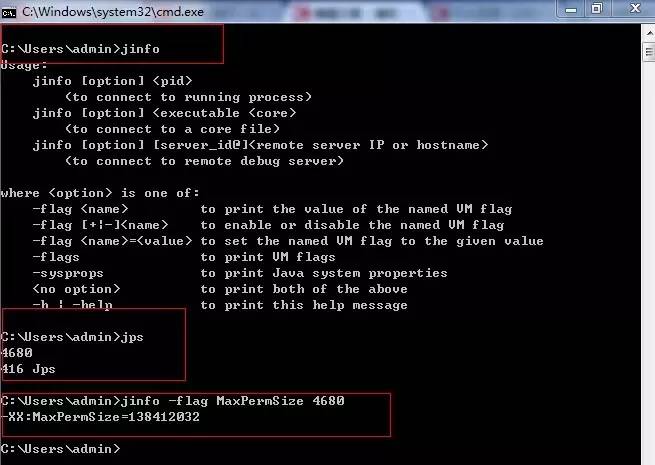 C:\Windows\system32\cmd.exe
C:\Users\admin>jinfo
Usage:
    jinfo [option] <pid>
        (to connect to running process)
    jinfo [option] <executable <core>
        (to connect to a core file)
    jinfo [option] [server_id@]<remote server IP or hostname>
        (to connect to remote debug server)
where <option> is one of:
    -flag <name>         to print the value of the named VM flag
    -flag [+|-]<name>    to enable or disable the named VM flag
    -flag <name>=<value> to set the named VM flag to the given value
    -flags               to print VM flags
    -sysprops            to print Java system properties
    <no option>          to print both of the above
    -h | -help           to print this help message
C:\Users\admin>jps
4680
416 Jps
C:\Users\admin>jinfo -flag MaxPermSize 4680
-XX:MaxPermSize=138412032
C:\Users\admin>